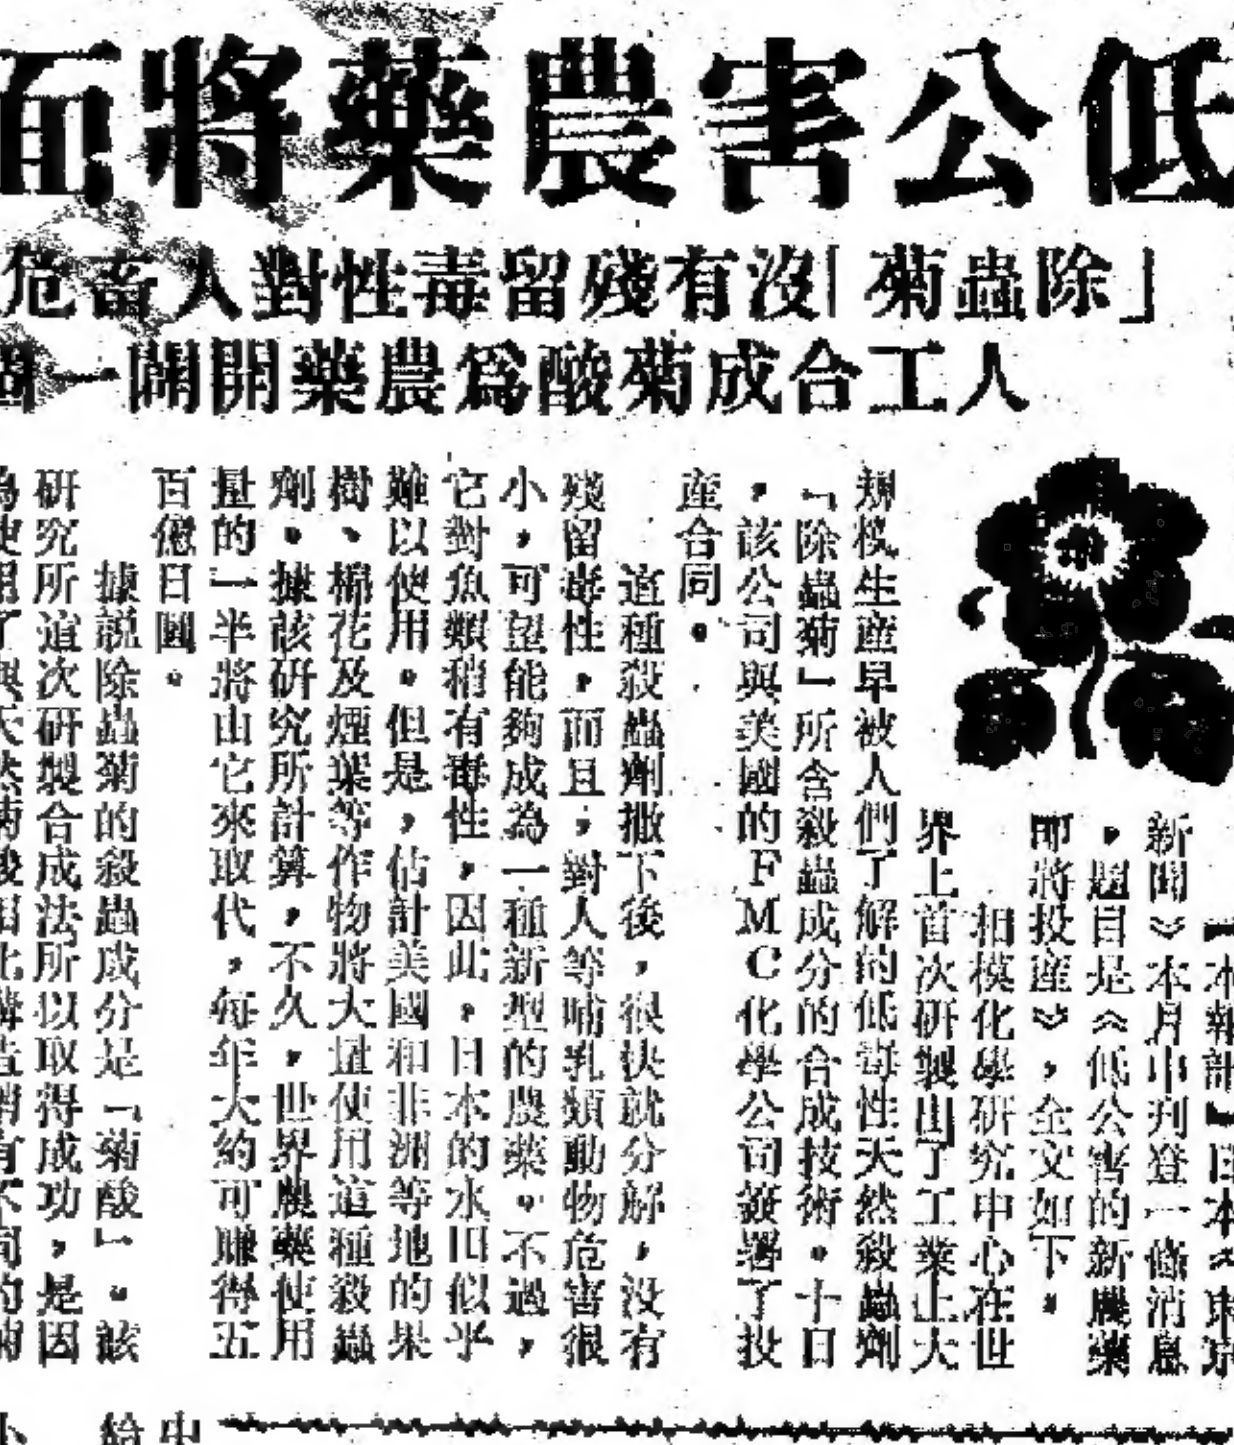 低公害農藥將面
「除蟲菊」沒有殘留毒性對人畜危
人工合成菊酸為農藥開闢一個
【本報訊】日本《東京
新聞》本月中刋登一條消息
，題目是《低公害的新農藥
即將投產》，全文如下。
相模化學研究中心在世
界上首次研製出了工業上大
規模生產早被人們了解的低毒性天然殺蟲劑
「除蟲菊」所含殺蟲成分的合成技術。十日
，該公司與美國的FMC化學公司簽署了投
產合同。
這種殺蟲劑撒下後，很快就分解，没有
殘留毒性，而且，對人等哺乳類動物危害很
小，可望能夠成為一種新型的農藥。不過，
它對魚類稍有毒性，因此，日本的水田似乎
難以使用。但是，估計美國和非洲等地的果
樹、棉花及煙葉等作物將大量使用這種殺蟲
劑。據該研究所計算，不久，世界農藥使用
量的一半將由它來取代，每年大約可賺得五
百億日圓。
據説除蟲菊的殺蟲成分是「菊酸」。該
研究所這次研製合成法所以取得成功，是因